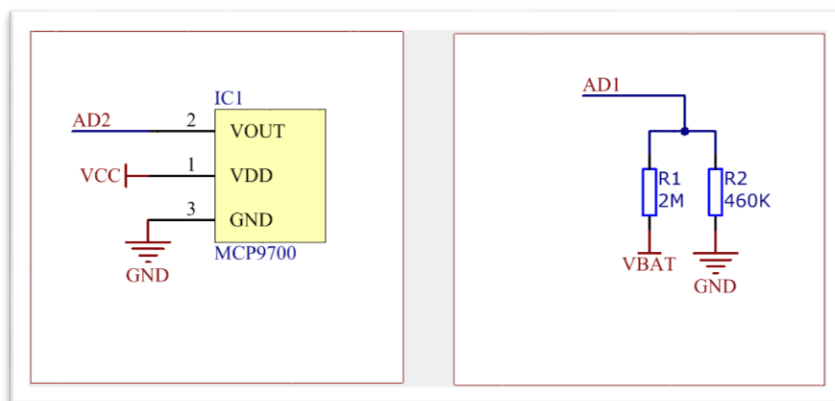 IC1
AD2
2
VOUT
VCC
1
VDD
3
GND
GND
MCP9700
AD1
R1
2M
R2
460K
VBAT
GND